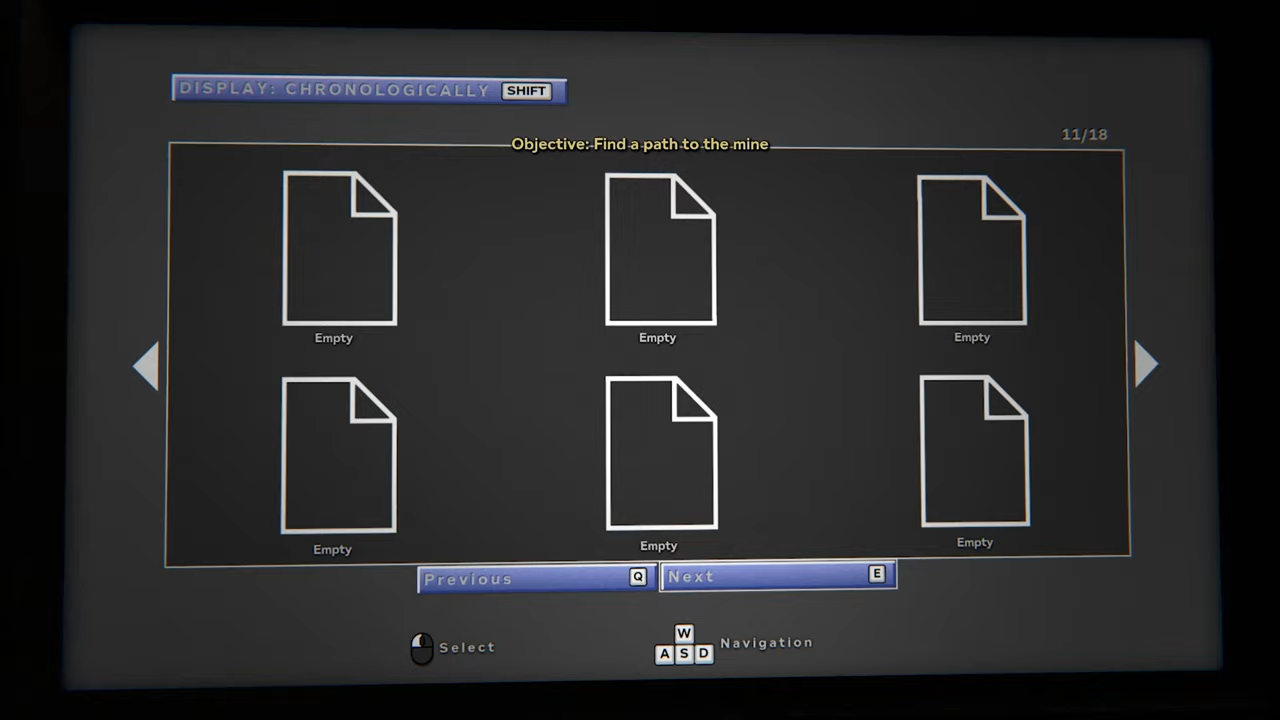 DISPLAY: CHRONOLOGICALLY SHIFT
11/18
Objective: Find a path to the mine
Empty Empty Empty
Empty Empty Empty
Previous Q Next E
Select W Navigation
A S D